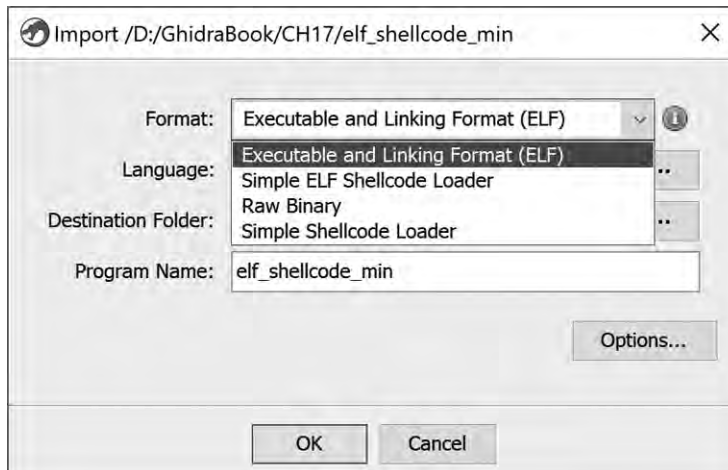 Import /D:/GhidraBook/CH17/elf_shellcode_min
Format: Executable and Linking Format (ELF)
Executable and Linking Format (ELF)
Language:
Simple ELF Shellcode Loader
Raw Binary
Destination Folder:
Simple Shellcode Loader
Program Name: elf_shellcode_min
Options...
OK Cancel